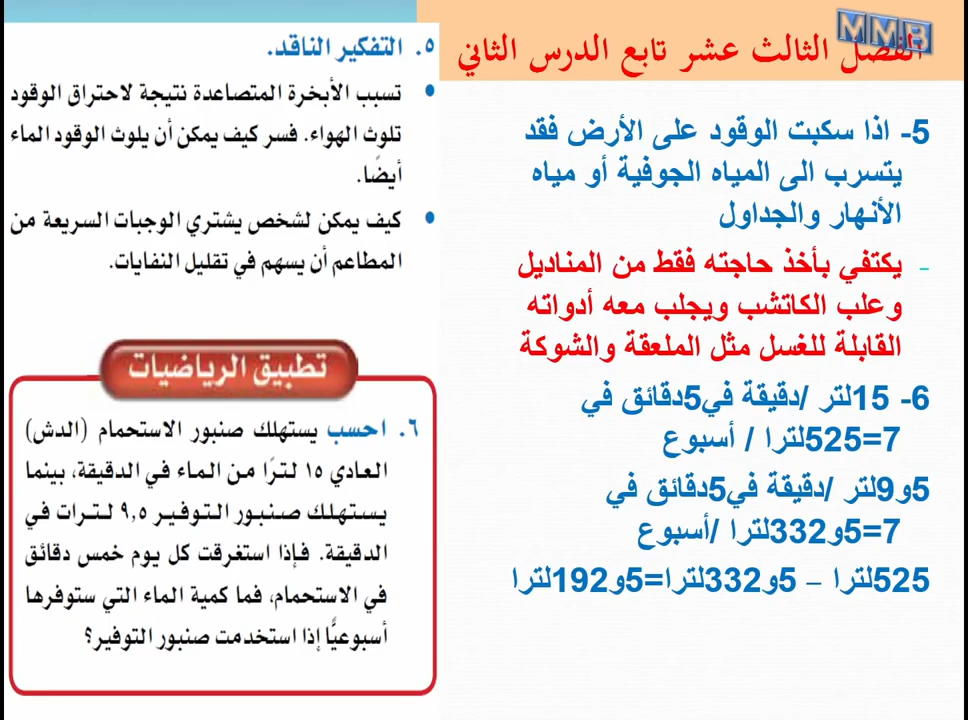 MMB
الفصل الثالث عشر تابع الدرس الثاني
5- اذا سكبت الوقود على الأرض فقد
يتسرب الى المياه الجوفية أو مياه
الأنهار والجداول
- يكتفي بأخذ حاجته فقط من المناديل
وعلب الكاتشب ويجلب معه أدواته
القابلة للغسل مثل الملعقة والشوكة
6- 15لتر /دقيقة في5دقائق في
7=525لترا / أسبوع
5و9لتر /دقيقة في5دقائق في
7=5و332لترا /أسبوع
525لترا – 5و332لترا=5و192لترا
٥. التفكير الناقد.
• تسبب الأبخرة المتصاعدة نتيجة لاحتراق الوقود
تلوث الهواء. فسر كيف يمكن أن يلوث الوقود الماء
أيضًا.
• كيف يمكن لشخص يشتري الوجبات السريعة من
المطاعم أن يسهم في تقليل النفايات.
تطبيق الرياضيات
٦. احسب يستهلك صنبور الاستحمام (الدش)
العادي ١٥ لترًا من الماء في الدقيقة، بينما
يستهلك صنبور التوفير ٩,٥ لترات في
الدقيقة. فإذا استغرقت كل يوم خمس دقائق
في الاستحمام، فما كمية الماء التي ستوفرها
أسبوعيًّا إذا استخدمت صنبور التوفير؟